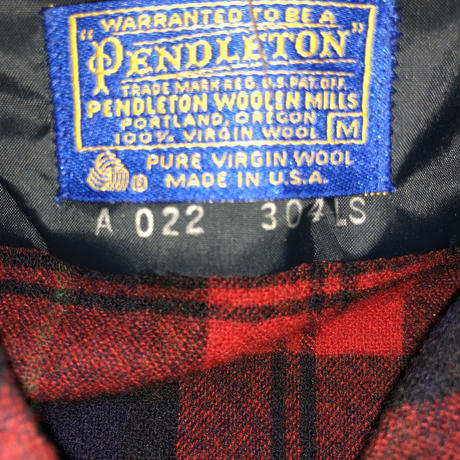 WARRANTED TO BE A
"PENDLETON"
TRADE MARK REG. U.S. PAT. OFF.
PENDLETON WOOLEN MILLS
PORTLAND, OREGON
100% VIRGIN WOOL M
PURE VIRGIN WOOL
MADE IN U.S.A.
A 022 304LS